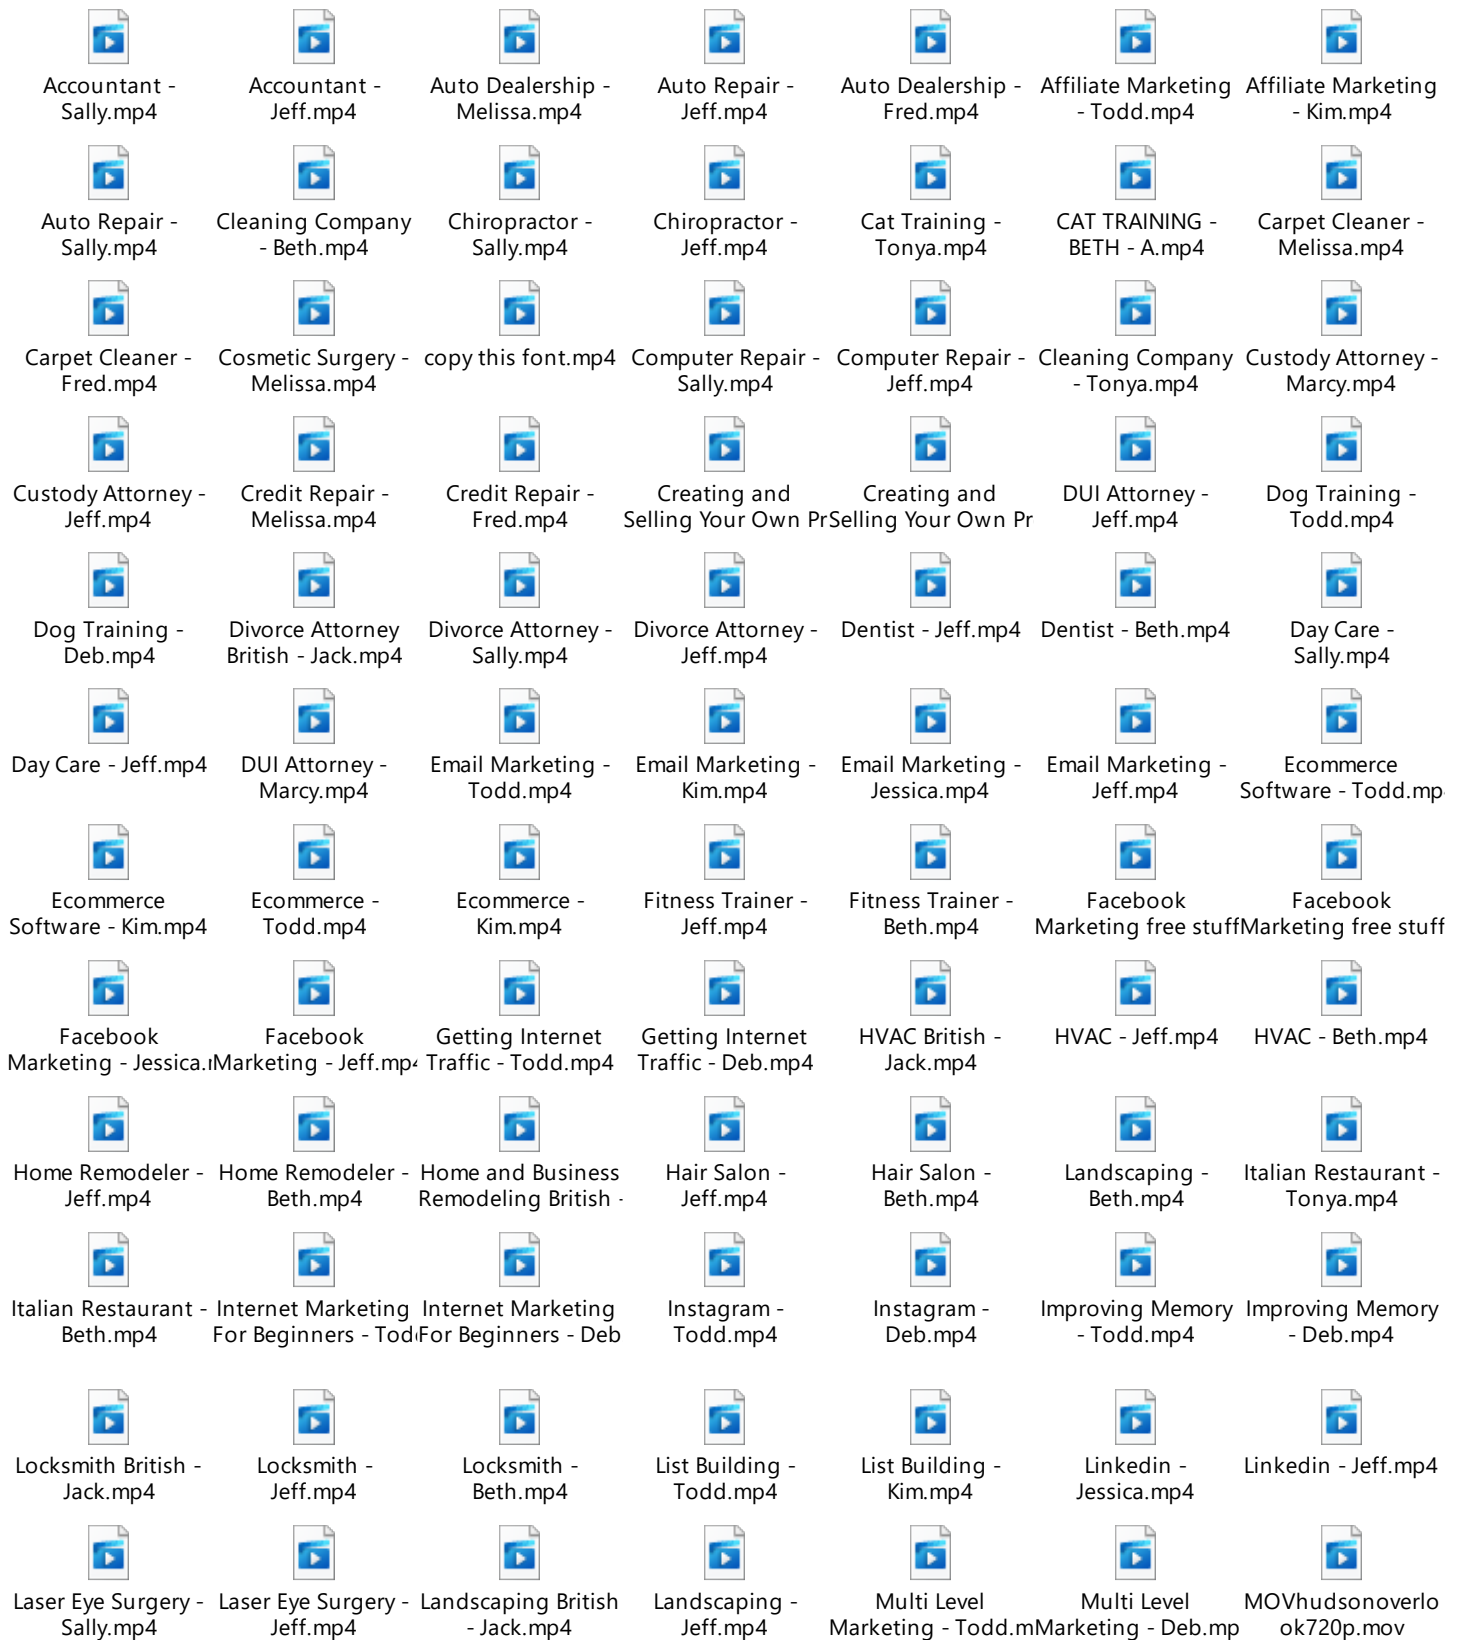 Accountant -
Sally.mp4
Accountant -
Jeff.mp4
Auto Dealership -
Melissa.mp4
Auto Repair -
Jeff.mp4
Auto Dealership -
Fred.mp4
Affiliate Marketing
- Todd.mp4
Affiliate Marketing
- Kim.mp4
Auto Repair -
Sally.mp4
Cleaning Company
- Beth.mp4
Chiropractor -
Sally.mp4
Chiropractor -
Jeff.mp4
Cat Training -
Tonya.mp4
CAT TRAINING -
BETH - A.mp4
Carpet Cleaner -
Melissa.mp4
Carpet Cleaner -
Fred.mp4
Cosmetic Surgery -
Melissa.mp4
copy this font.mp4
Computer Repair -
Sally.mp4
Computer Repair -
Jeff.mp4
Cleaning Company
- Tonya.mp4
Custody Attorney -
Marcy.mp4
Custody Attorney -
Jeff.mp4
Credit Repair -
Melissa.mp4
Credit Repair -
Fred.mp4
Creating and
Selling Your Own Pr
Creating and
Selling Your Own Pr
DUI Attorney -
Jeff.mp4
Dog Training -
Todd.mp4
Dog Training -
Deb.mp4
Divorce Attorney
British - Jack.mp4
Divorce Attorney -
Sally.mp4
Divorce Attorney -
Jeff.mp4
Dentist - Jeff.mp4
Dentist - Beth.mp4
Day Care -
Sally.mp4
Day Care - Jeff.mp4
DUI Attorney -
Marcy.mp4
Email Marketing -
Todd.mp4
Email Marketing -
Kim.mp4
Email Marketing -
Jessica.mp4
Email Marketing -
Jeff.mp4
Ecommerce
Software - Todd.mp
Ecommerce
Software - Kim.mp4
Ecommerce -
Todd.mp4
Ecommerce -
Kim.mp4
Fitness Trainer -
Jeff.mp4
Fitness Trainer -
Beth.mp4
Facebook
Marketing free stuff
Facebook
Marketing free stuff
Facebook
Marketing - Jessica.
Facebook
Marketing - Jeff.mp4
Getting Internet
Traffic - Todd.mp4
Getting Internet
Traffic - Deb.mp4
HVAC British -
Jack.mp4
HVAC - Jeff.mp4
HVAC - Beth.mp4
Home Remodeler -
Jeff.mp4
Home Remodeler -
Beth.mp4
Home and Business
Remodeling British -
Hair Salon -
Jeff.mp4
Hair Salon -
Beth.mp4
Landscaping -
Beth.mp4
Italian Restaurant -
Tonya.mp4
Italian Restaurant -
Beth.mp4
Internet Marketing
For Beginners - Tod
Internet Marketing
For Beginners - Deb
Instagram -
Todd.mp4
Instagram -
Deb.mp4
Improving Memory
- Todd.mp4
Improving Memory
- Deb.mp4
Locksmith British -
Jack.mp4
Locksmith -
Jeff.mp4
Locksmith -
Beth.mp4
List Building -
Todd.mp4
List Building -
Kim.mp4
Linkedin -
Jessica.mp4
Linkedin - Jeff.mp4
Laser Eye Surgery -
Sally.mp4
Laser Eye Surgery -
Jeff.mp4
Landscaping British
- Jack.mp4
Landscaping -
Jeff.mp4
Multi Level
Marketing - Todd.m
Multi Level
Marketing - Deb.mp
MOVhudsonoverlo
ok720p.mov